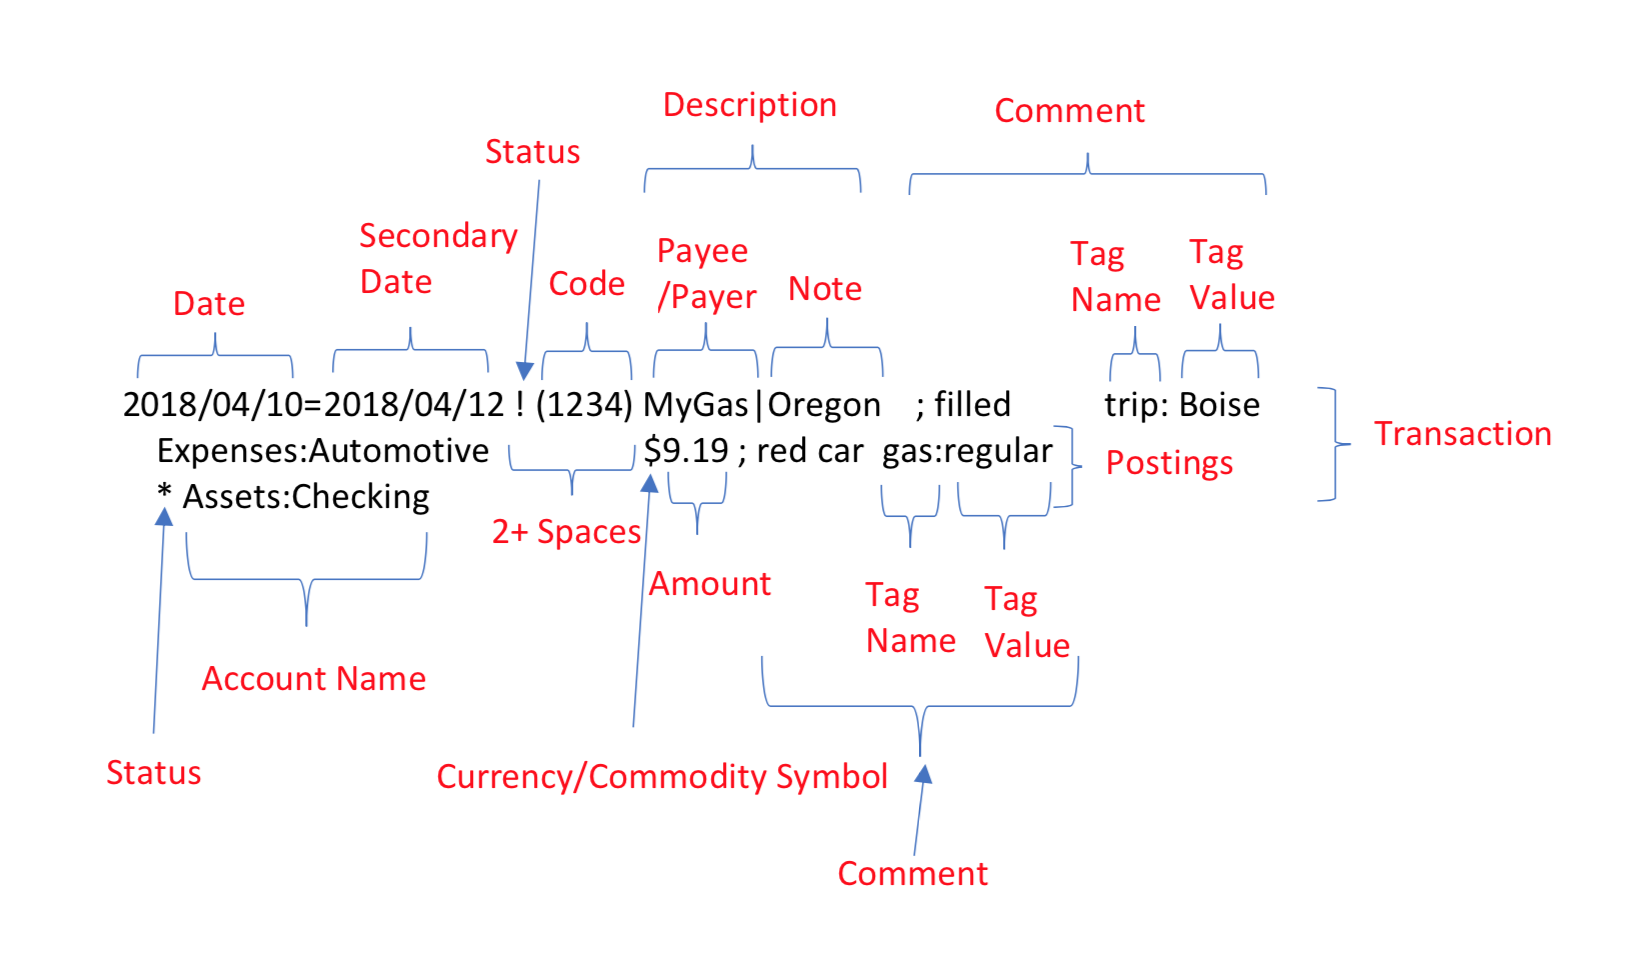 Description
Comment
Status
Secondary
Date
Payee
/Payer
Tag
Name
Tag
Value
Date
Code
Note
2018/04/10=2018/04/12 ! (1234) MyGas|Oregon ; filled trip: Boise
Transaction
Expenses:Automotive $9.19 ; red car gas:regular
Postings
* Assets:Checking
2+ Spaces
Amount
Tag
Name
Tag
Value
Account Name
Status
Currency/Commodity Symbol
Comment